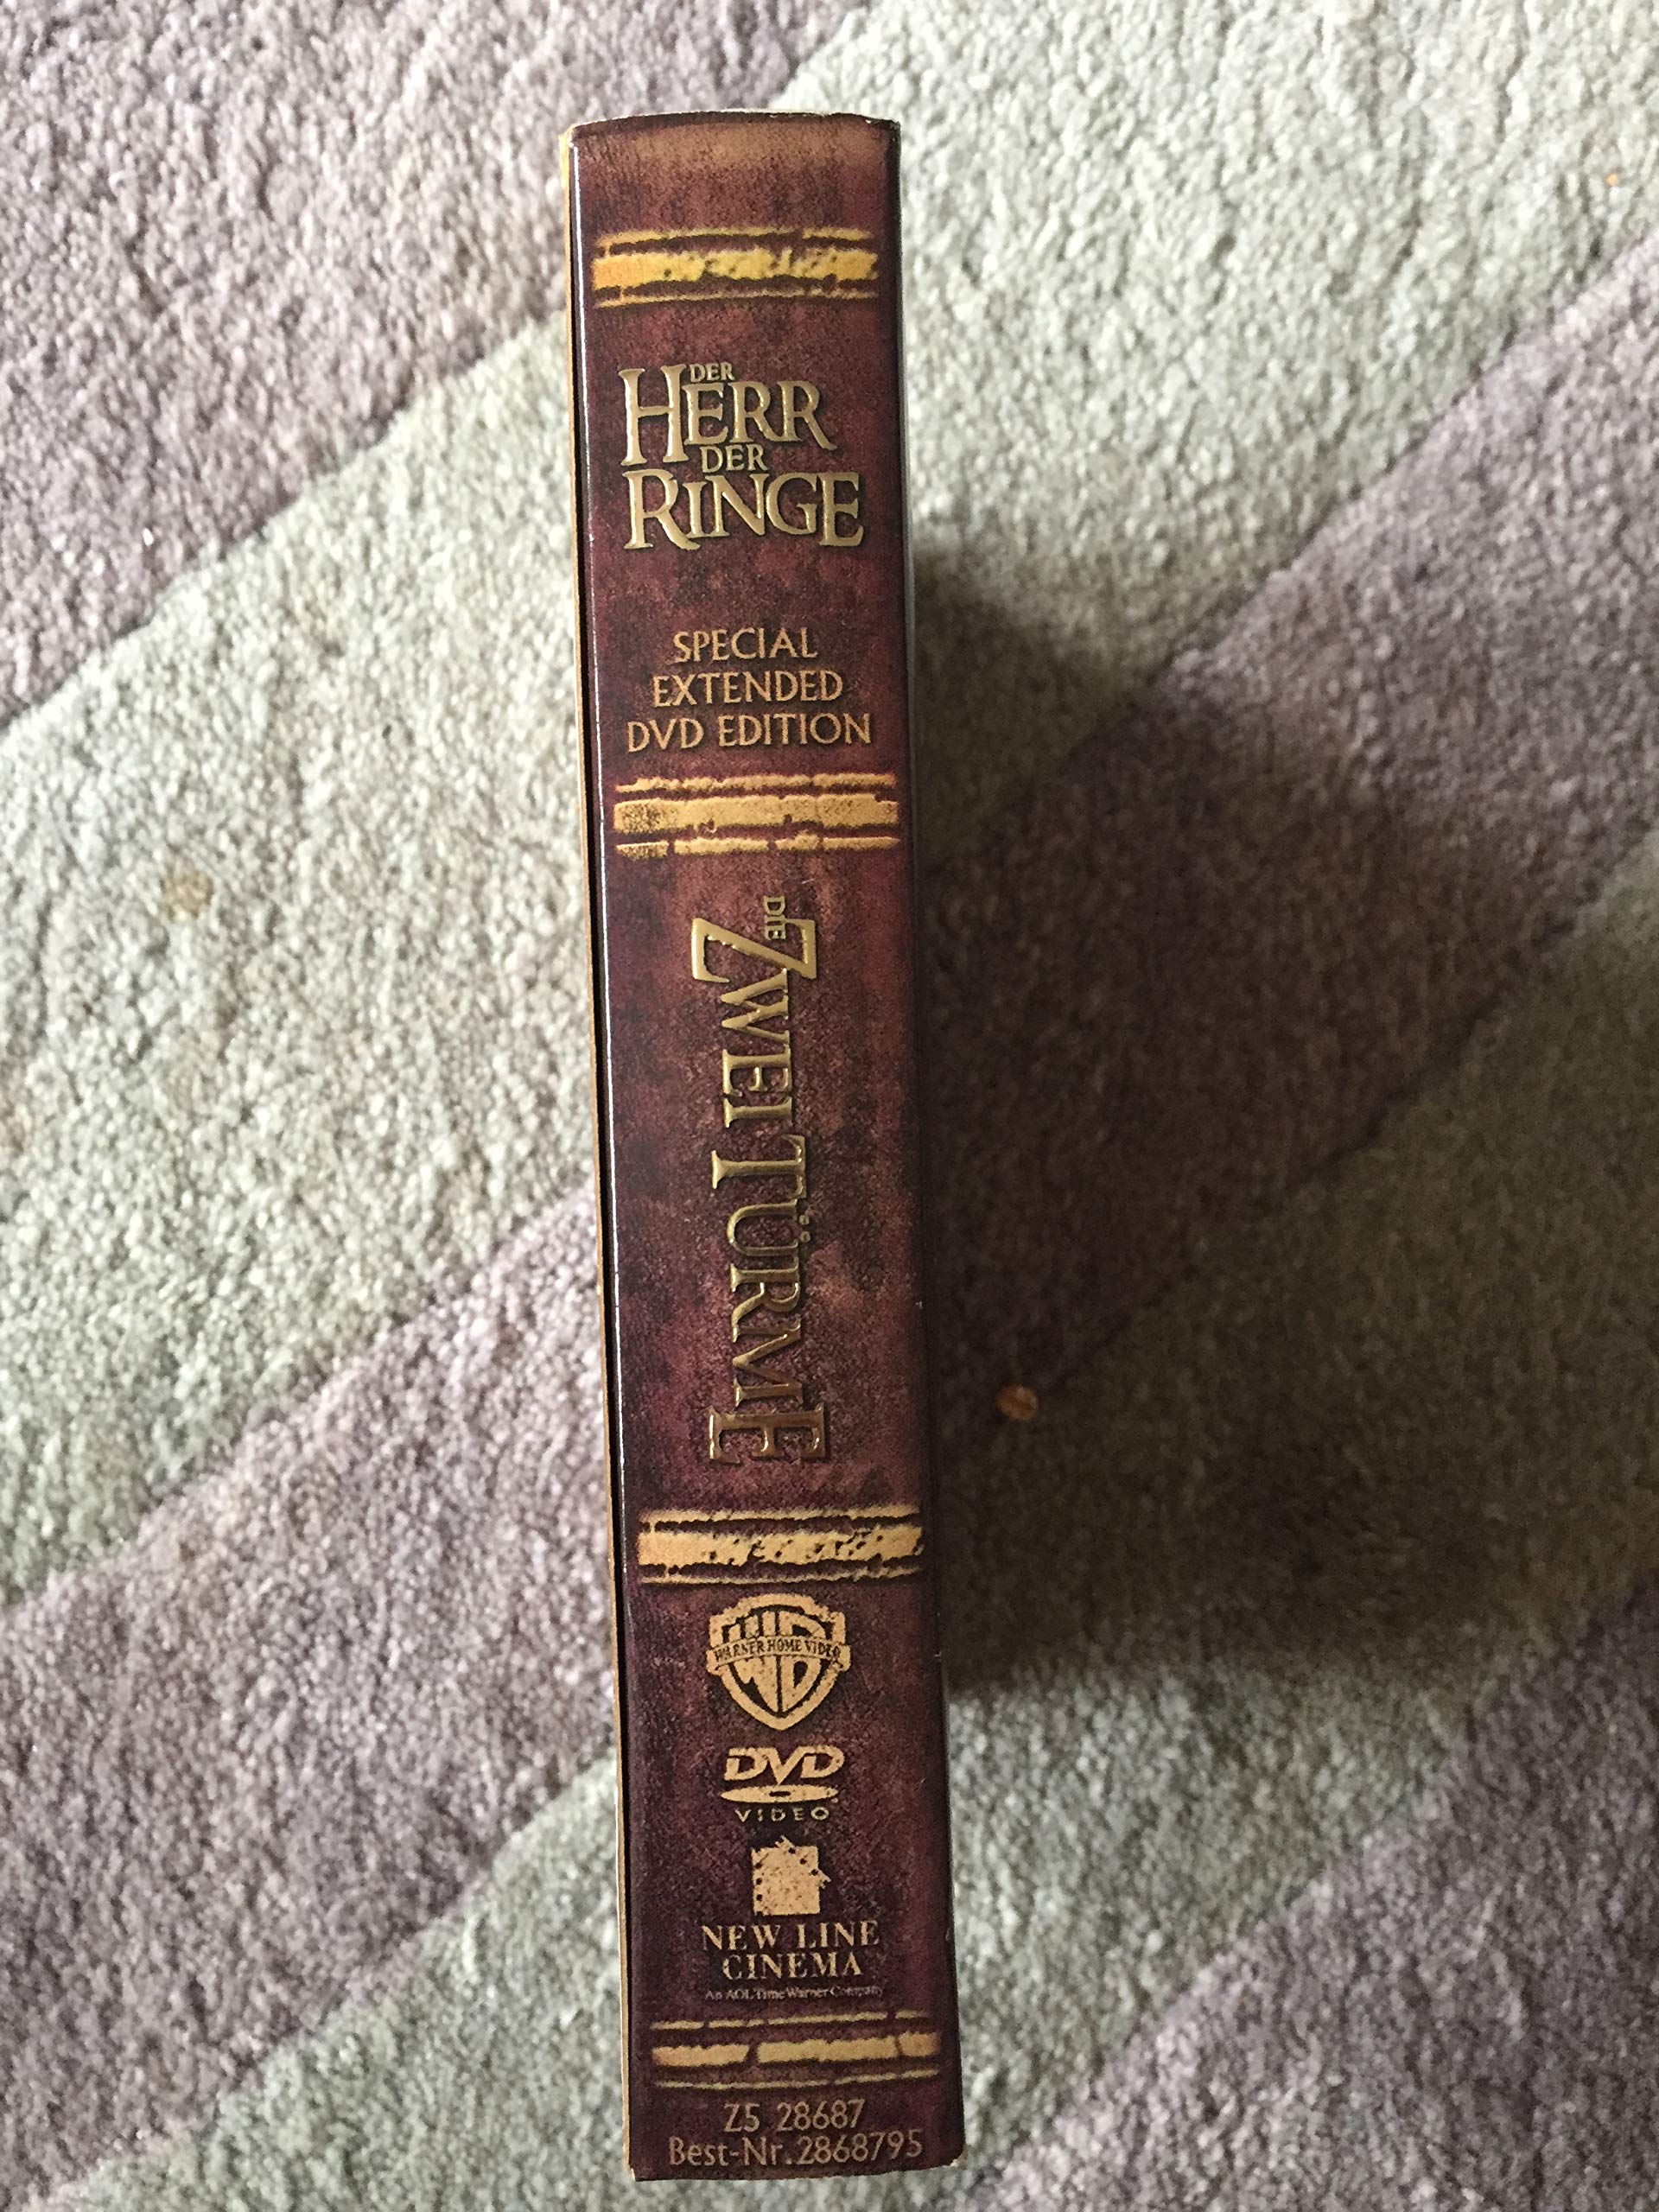 DER
HERR
DER
RINGE
SPECIAL
EXTENDED
DVD EDITION
DIE
ZWEI TÜRME
WARNER HOME VIDEO
DVD
VIDEO
NEW LINE
CINEMA
An AOL Time Warner Company
Z5 28687
Best-Nr.2868795